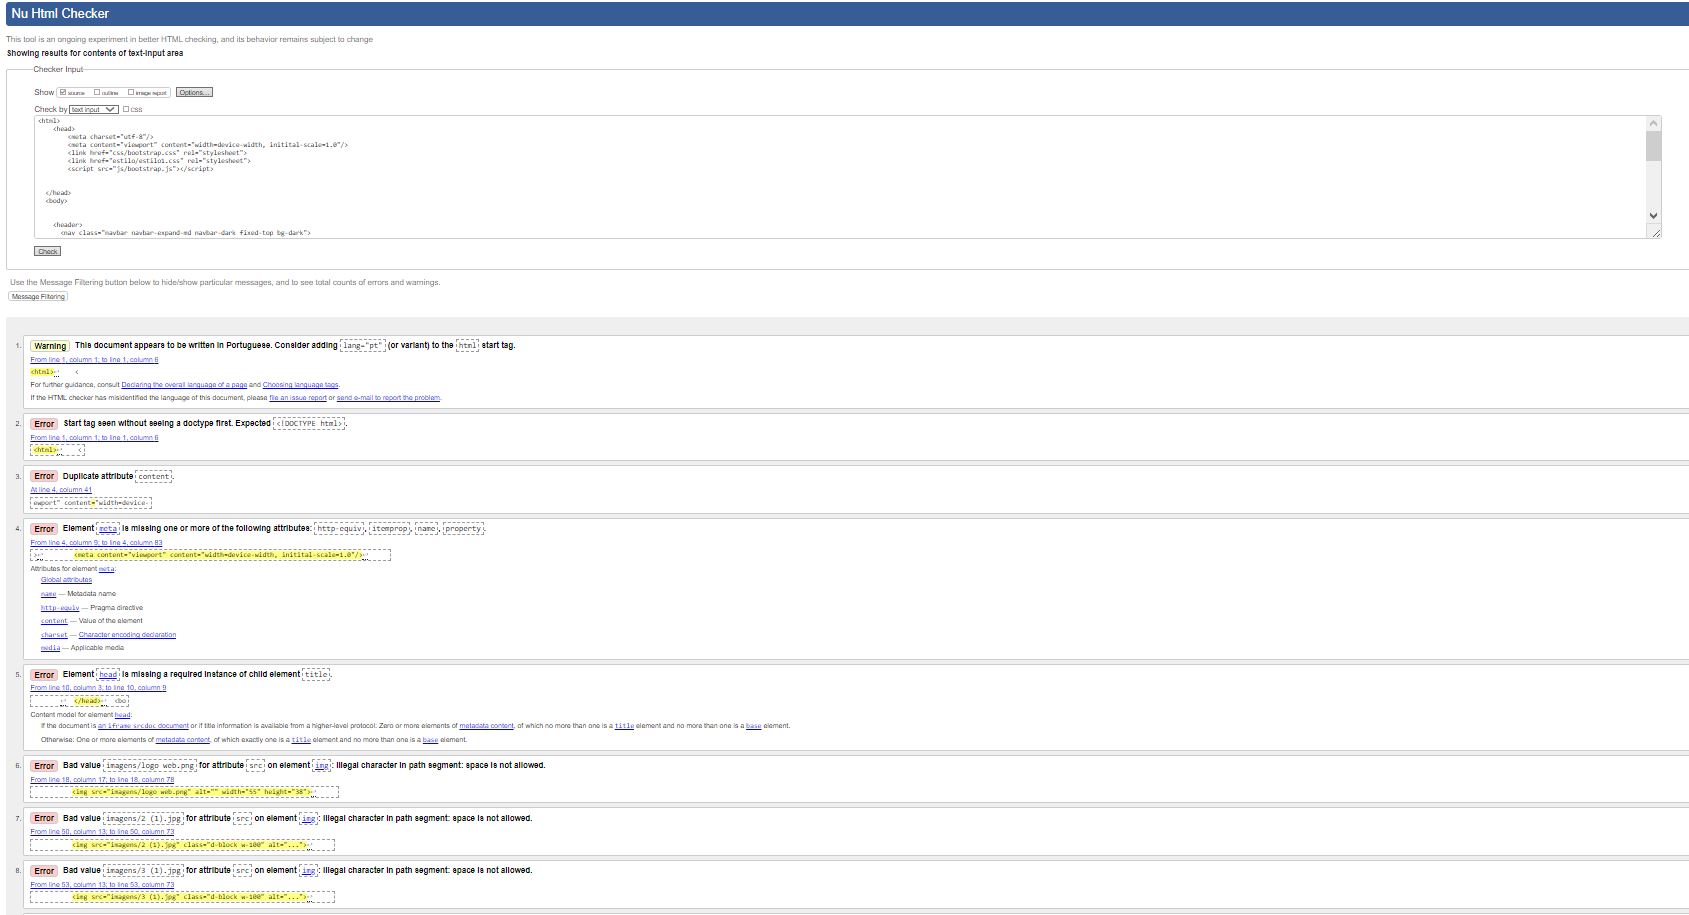 Nu Html Checker
This tool is an ongoing experiment in better HTML checking, and its behavior remains subject to change
Showing results for contents of text-input area
Checker Input
Show source outline image report Options...
Check by text input css
<html>
<head>
<meta charset="utf-8"/>
<meta content="viewport" content="width=device-width, initital-scale=1.0"/>
<link href="css/bootstrap.css" rel="stylesheet">
<link href="estilo/estilo1.css" rel="stylesheet">
<script src="js/bootstrap.js"></script>
</head>
<body>
<header>
<nav class="navbar navbar-expand-md navbar-dark fixed-top bg-dark">
Check
Use the Message Filtering button below to hide/show particular messages, and to see total counts of errors and warnings.
Message Filtering
1. Warning This document appears to be written in Portuguese. Consider adding lang="pt" (or variant) to the html start tag.
From line 1, column 1; to line 1, column 6
<html>↩ <
For further guidance, consult Declaring the overall language of a page and Choosing language tags.
If the HTML checker has misidentified the language of this document, please file an issue report or send e-mail to report the problem.
2. Error Start tag seen without seeing a doctype first. Expected <!DOCTYPE html>.
From line 1, column 1; to line 1, column 6
<html>↩ <
3. Error Duplicate attribute content.
At line 4, column 41
ewport" content="width=device-
4. Error Element meta is missing one or more of the following attributes: http-equiv, itemprop, name, property.
From line 4, column 9; to line 4, column 83
>↩ <meta content="viewport" content="width=device-width, initital-scale=1.0"/>↩
Attributes for element meta:
Global attributes
name — Metadata name
http-equiv — Pragma directive
content — Value of the element
charset — Character encoding declaration
media — Applicable media
5. Error Element head is missing a required instance of child element title.
From line 10, column 3; to line 10, column 9
↩ </head>↩ <bo
Content model for element head:
If the document is an iframe srcdoc document or if title information is available from a higher-level protocol: Zero or more elements of metadata content, of which no more than one is a title element and no more than one is a base element.
Otherwise: One or more elements of metadata content, of which exactly one is a title element and no more than one is a base element.
6. Error Bad value imagens/logo web.png for attribute src on element img: Illegal character in path segment: space is not allowed.
From line 18, column 17; to line 18, column 78
<img src="imagens/logo web.png" alt="" width="55" height="38">↩
7. Error Bad value imagens/2 (1).jpg for attribute src on element img: Illegal character in path segment: space is not allowed.
From line 50, column 13; to line 50, column 73
<img src="imagens/2 (1).jpg" class="d-block w-100" alt="...">↩
8. Error Bad value imagens/3 (1).jpg for attribute src on element img: Illegal character in path segment: space is not allowed.
From line 53, column 13; to line 53, column 73
<img src="imagens/3 (1).jpg" class="d-block w-100" alt="...">↩